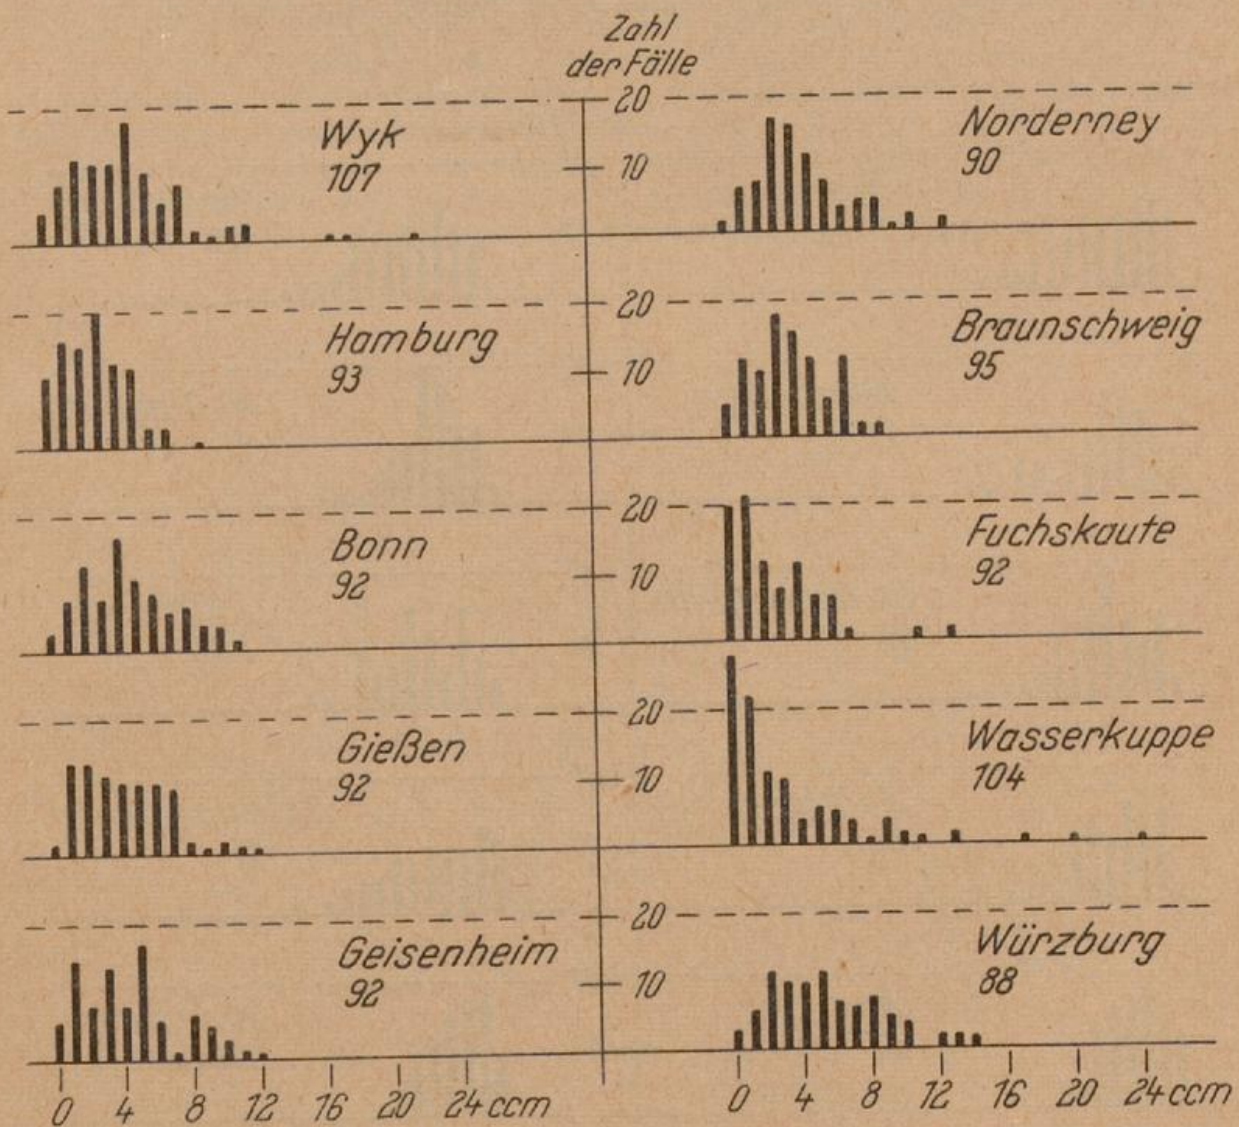 Zahl
der Fälle
20
Wyk
107
10
Norderney
90
20
Hamburg
93
10
Braunschweig
95
20
Bonn
92
10
Fuchskaute
92
20
Gießen
92
10
Wasserkuppe
104
20
Geisenheim
92
10
Würzburg
88
0 4 8 12 16 20 24 ccm
0 4 8 12 16 20 24 ccm